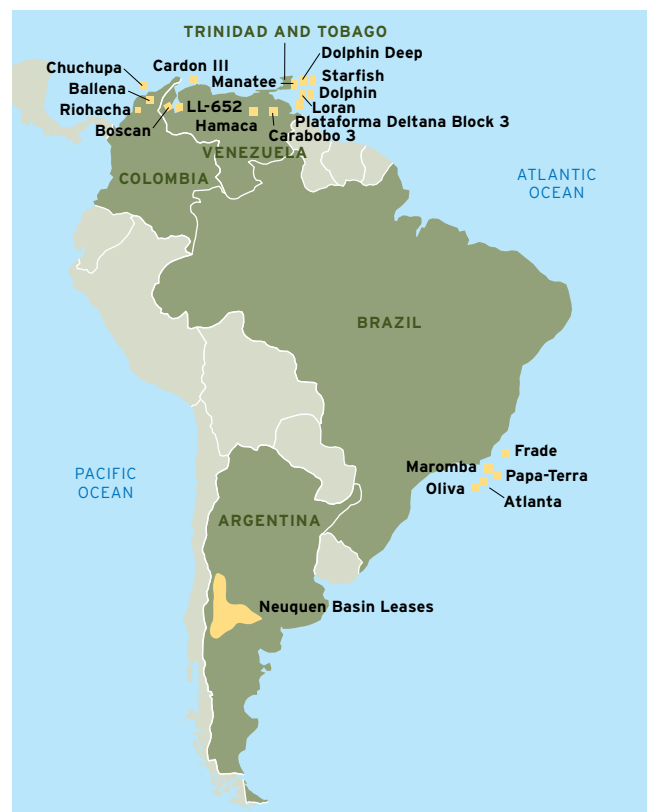 TRINIDAD AND TOBAGO
Dolphin Deep
Cardon III
Chuchupa
Manatee
Starfish
Ballena
Dolphin
Riohacha
LL-652
Loran
Boscan
Hamaca
Plataforma Deltana Block 3
Carabobo 3
VENEZUELA
COLOMBIA
ATLANTIC
OCEAN
BRAZIL
Frade
Maromba
Papa-Terra
Oliva
Atlanta
PACIFIC
OCEAN
ARGENTINA
Neuquen Basin Leases